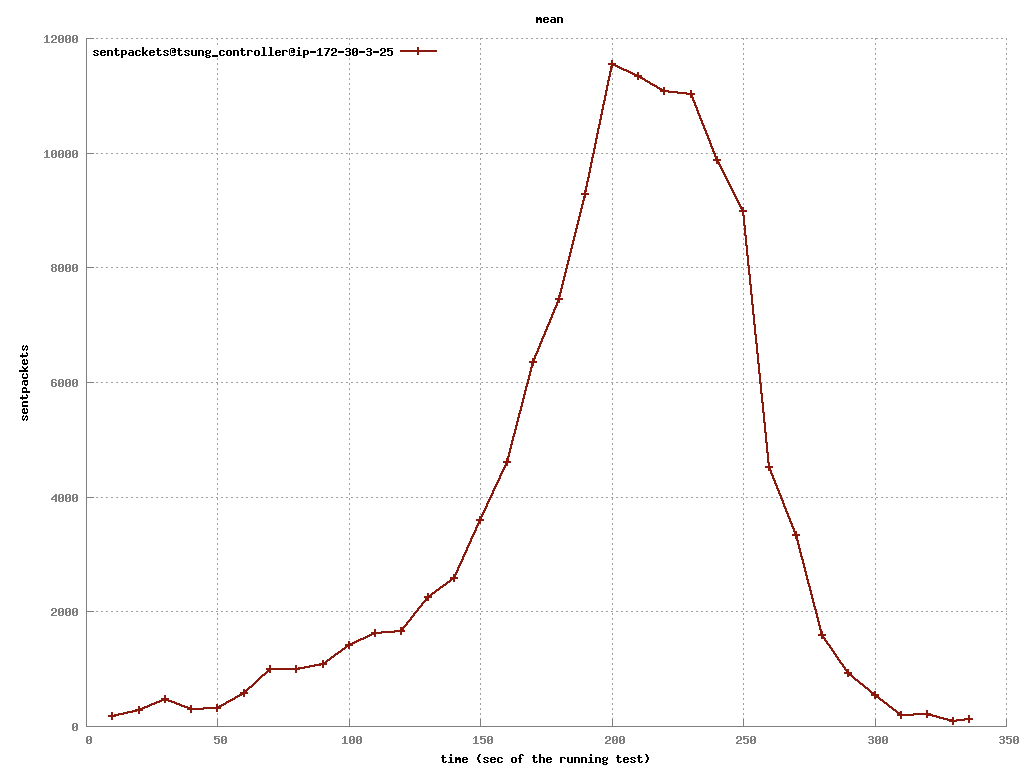 mean
sentpackets@tsung_controller@ip-172-30-3-25
12000
10000
8000
6000
4000
2000
0
sentpackets
0 50 100 150 200 250 300 350
time (sec of the running test)